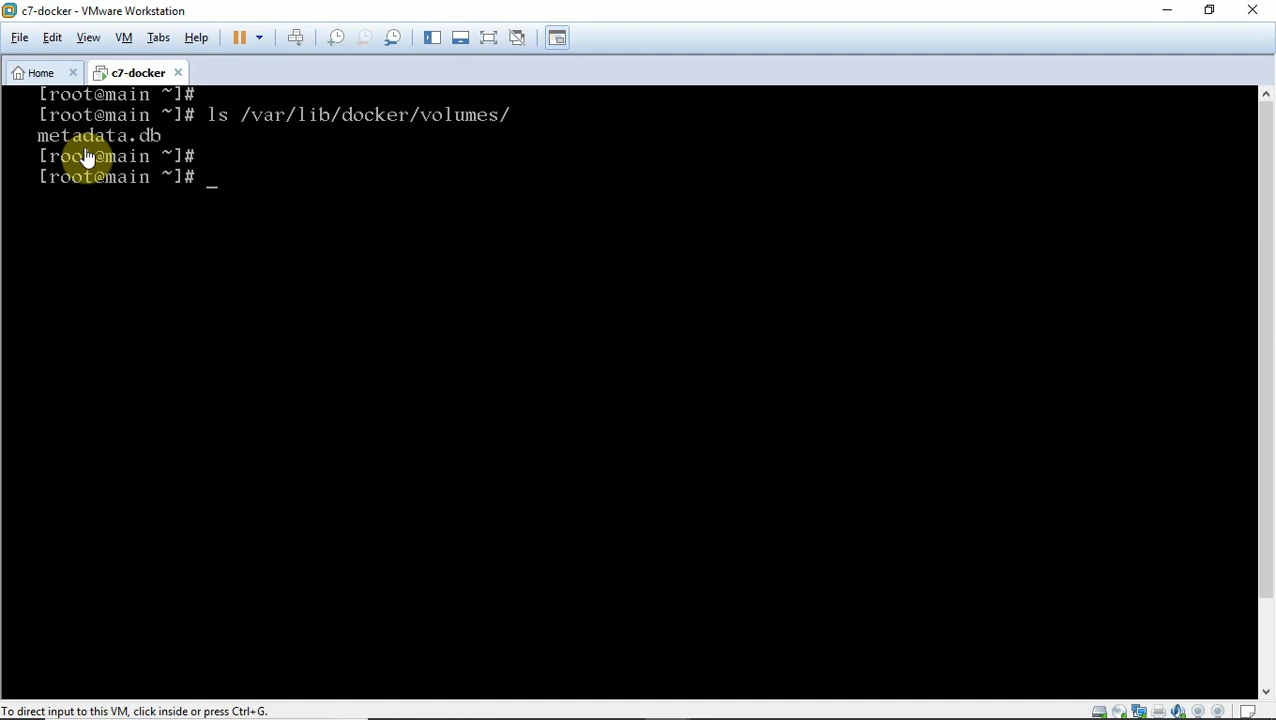 c7-docker - VMware Workstation
File Edit View VM Tabs Help
Home c7-docker
[root@main ~]#
[root@main ~]# ls /var/lib/docker/volumes/
metadata.db
[root@main ~]#
[root@main ~]# _
To direct input to this VM, click inside or press Ctrl+G.